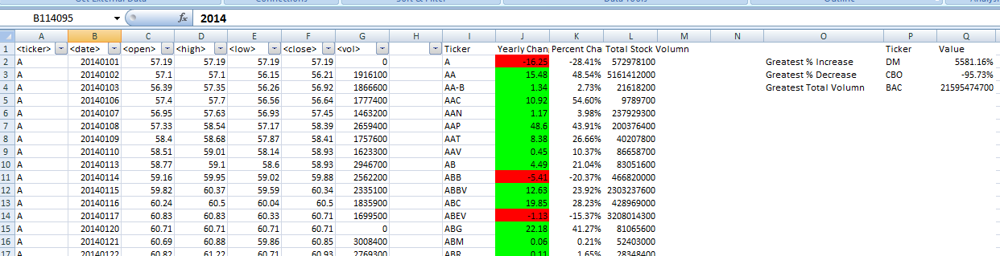 B114095 fx 2014
A B C D E F G H I J K L M N O P Q
1 <ticker> <date> <open> <high> <low> <close> <vol> Ticker Yearly Chan Percent Cha Total Stock Volumn Ticker Value
2 A 20140101 57.19 57.19 57.19 57.19 0 A -16.25 -28.41% 572978100 Greatest % Increase DM 5581.16%
3 A 20140102 57.1 57.1 56.15 56.21 1916100 AA 15.48 48.54% 5161412000 Greatest % Decrease CBO -95.73%
4 A 20140103 56.39 57.35 56.26 56.92 1866600 AA-B 1.34 2.73% 21618200 Greatest Total Volumn BAC 21595474700
5 A 20140106 57.4 57.7 56.56 56.64 1777400 AAC 10.92 54.60% 9789700
6 A 20140107 56.95 57.63 56.93 57.45 1463200 AAN 1.17 3.98% 237929300
7 A 20140108 57.33 58.54 57.17 58.39 2659400 AAP 48.6 43.91% 200376400
8 A 20140109 58.4 58.68 57.87 58.41 1757600 AAT 8.38 26.66% 40207800
9 A 20140110 58.51 59.01 58.14 58.93 1623300 AAV 0.45 10.37% 86658700
10 A 20140113 58.77 59.1 58.6 58.93 2946700 AB 4.49 21.04% 83051600
11 A 20140114 59.16 59.95 59.02 59.88 2562200 ABB -5.41 -20.37% 466820000
12 A 20140115 59.82 60.37 59.59 60.34 2335100 ABBV 12.63 23.92% 2303237600
13 A 20140116 60.24 60.5 60.04 60.5 1835900 ABC 19.85 28.23% 428969000
14 A 20140117 60.83 60.83 60.33 60.71 1699500 ABEV -1.13 -15.37% 3208014300
15 A 20140120 60.71 60.71 60.71 60.71 0 ABG 22.18 41.27% 81065600
16 A 20140121 60.69 60.88 59.86 60.85 3008400 ABM 0.06 0.21% 52403000
17 A 20140122 60.82 61.22 60.71 60.93 2769300 ABR 0.11 1.65% 28348400